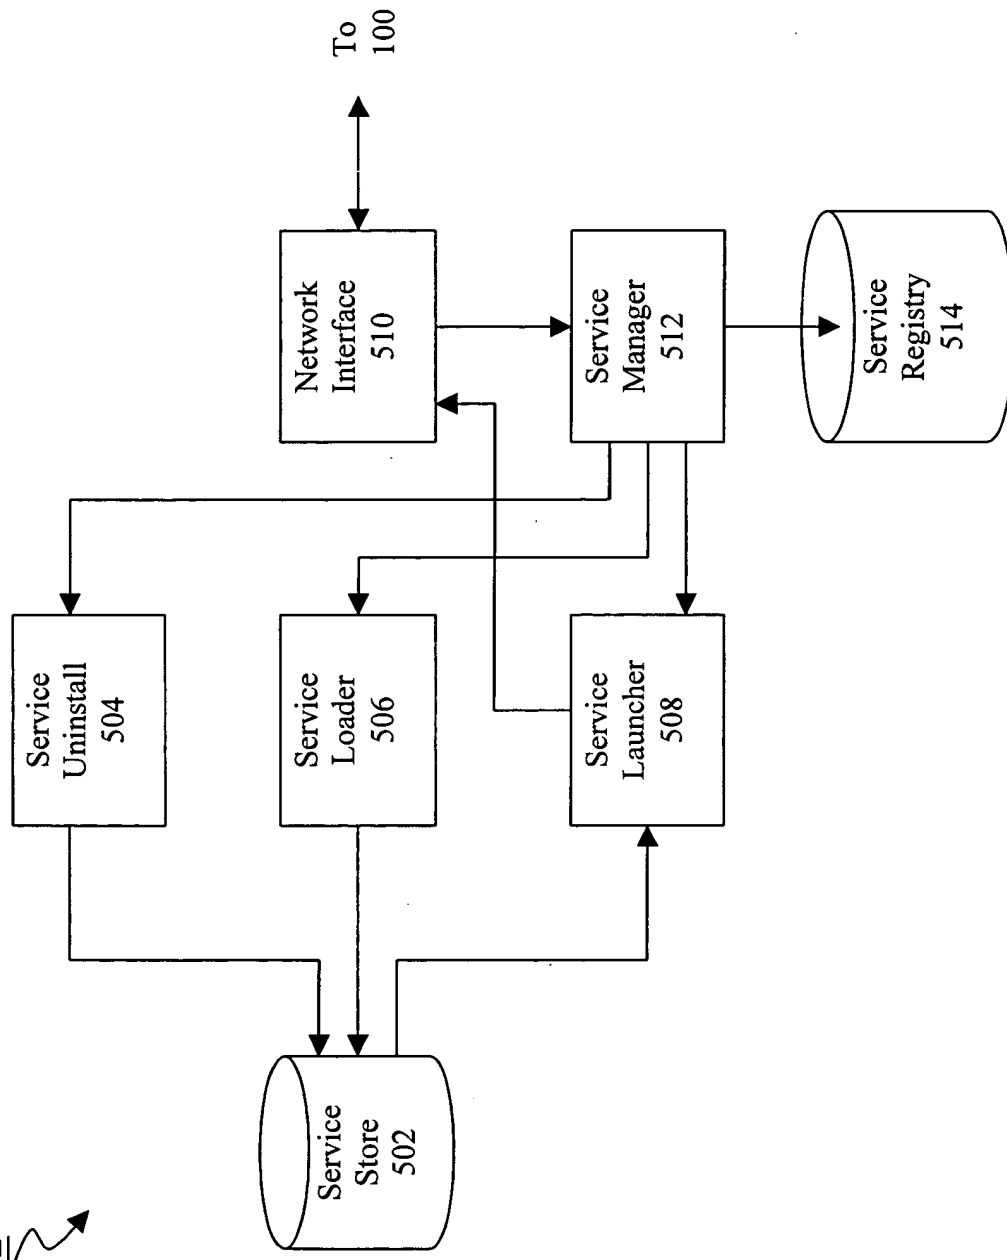 Service
Uninstall
504
Service
Loader
506
Service
Launcher
508
Service
Store
502
Network
Interface
510
To
100
Service
Manager
512
Service
Registry
514